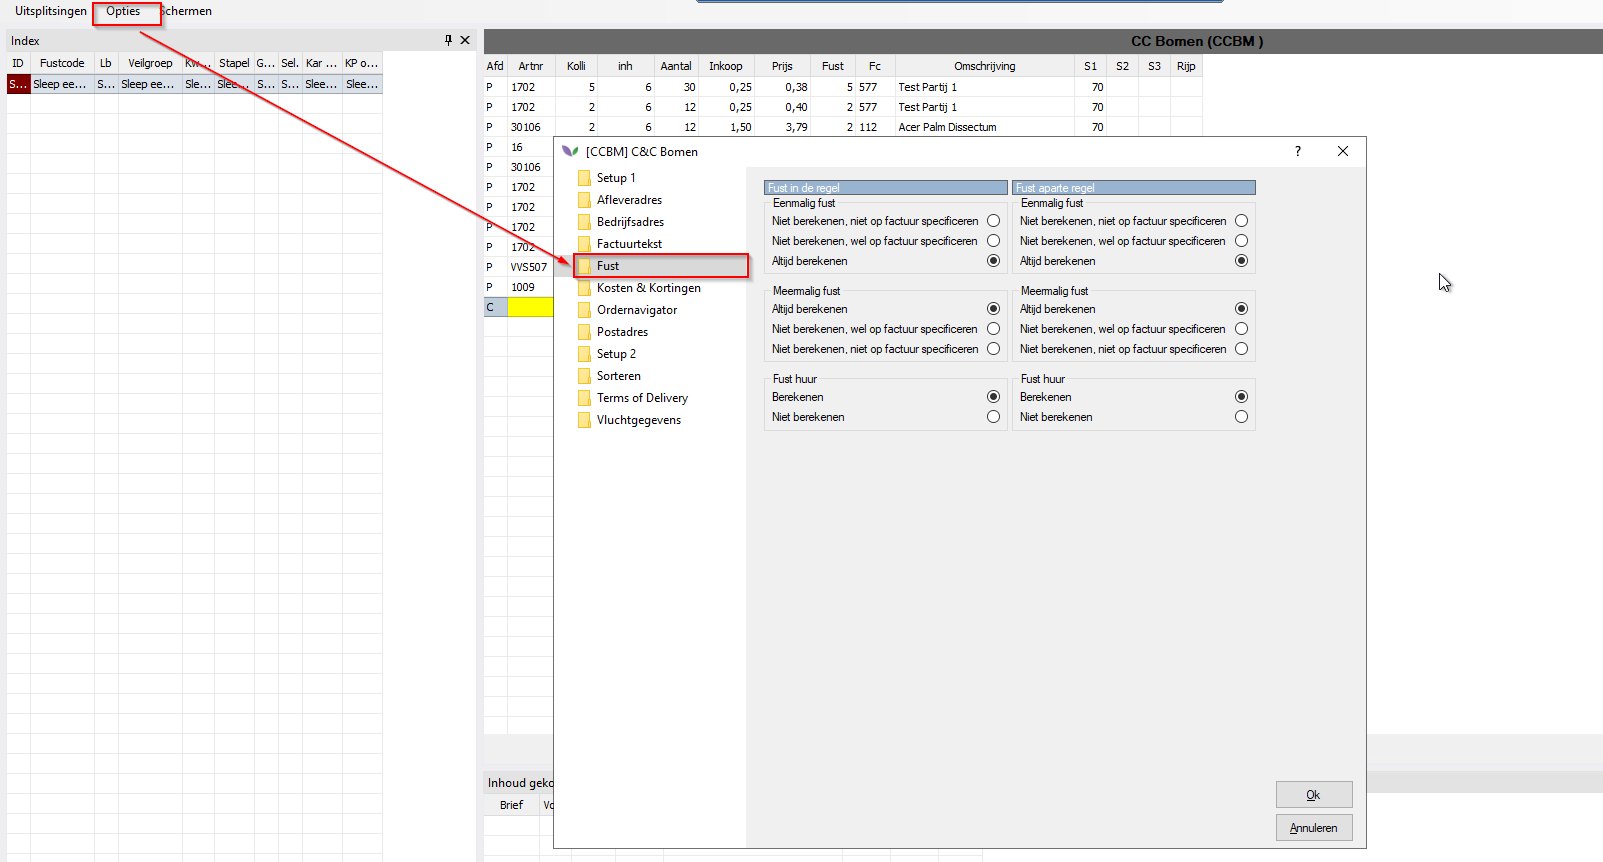 Uitsplitsingen Opties Schermen
Index
ID Fustcode Lb Veilgroep Kw... Stapel G... Sel. Kar ... KP o...
S... Sleep ee... S... Sleep ee... Sle... Slee... S... S... Slee... Slee...
CC Bomen (CCBM )
Afd Artnr Kolli inh Aantal Inkoop Prijs Fust Fc Omschrijving S1 S2 S3 Rijp
P 1702 5 6 30 0,25 0,38 5 577 Test Partij 1 70
P 1702 2 6 12 0,25 0,40 2 577 Test Partij 1 70
P 30106 2 6 12 1,50 3,79 2 112 Acer Palm Dissectum 70
P 16
P 30106
P 1702
P 1702
P 1702
P 1702
P VVS507
P 1009
C
[CCBM] C&C Bomen ?
Setup 1
Afleveradres
Bedrijfsadres
Factuurtekst
Fust
Kosten & Kortingen
Ordernavigator
Postadres
Setup 2
Sorteren
Terms of Delivery
Vluchtgegevens
Fust in de regel
Eenmalig fust
Niet berekenen, niet op factuur specificeren
Niet berekenen, wel op factuur specificeren
Altijd berekenen
Meermalig fust
Altijd berekenen
Niet berekenen, wel op factuur specificeren
Niet berekenen, niet op factuur specificeren
Fust huur
Berekenen
Niet berekenen
Fust aparte regel
Eenmalig fust
Niet berekenen, niet op factuur specificeren
Niet berekenen, wel op factuur specificeren
Altijd berekenen
Meermalig fust
Altijd berekenen
Niet berekenen, wel op factuur specificeren
Niet berekenen, niet op factuur specificeren
Fust huur
Berekenen
Niet berekenen
Ok
Annuleren
Inhoud geko
Brief Vo